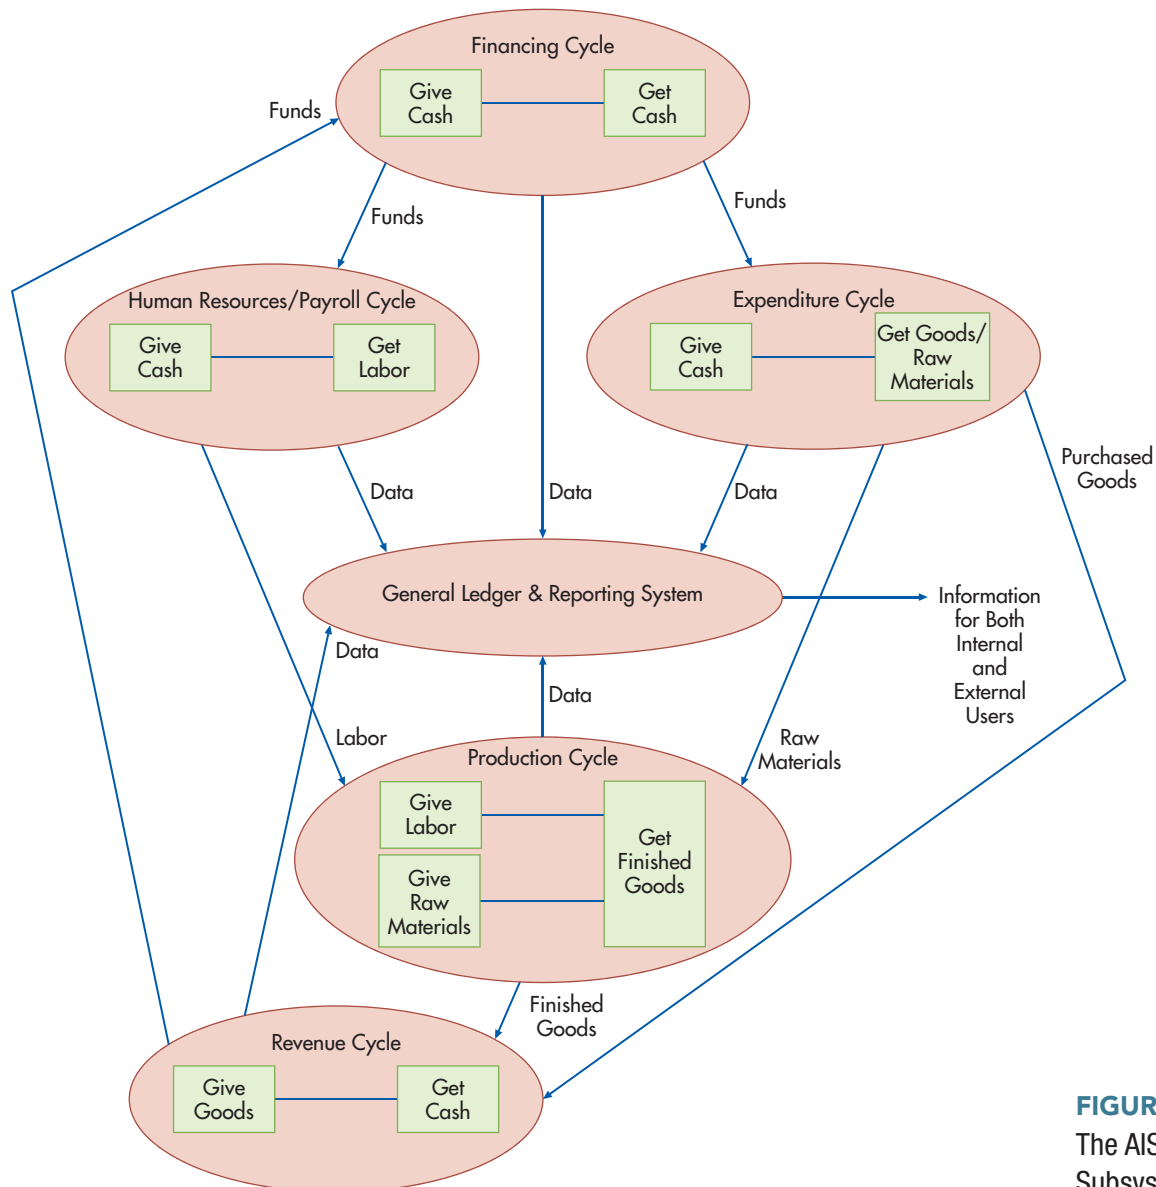 Financing Cycle
Give
Cash
Get
Cash
Funds
Funds
Funds
Human Resources/Payroll Cycle
Give
Cash
Get
Labor
Expenditure Cycle
Give
Cash
Get Goods/
Raw
Materials
Purchased
Goods
Data
Data
Data
General Ledger & Reporting System
Information
for Both
Internal
and
External
Users
Data
Data
Labor
Raw
Materials
Production Cycle
Give
Labor
Give
Raw
Materials
Get
Finished
Goods
Finished
Goods
Revenue Cycle
Give
Goods
Get
Cash
FIGUR
The AIS
Subsys